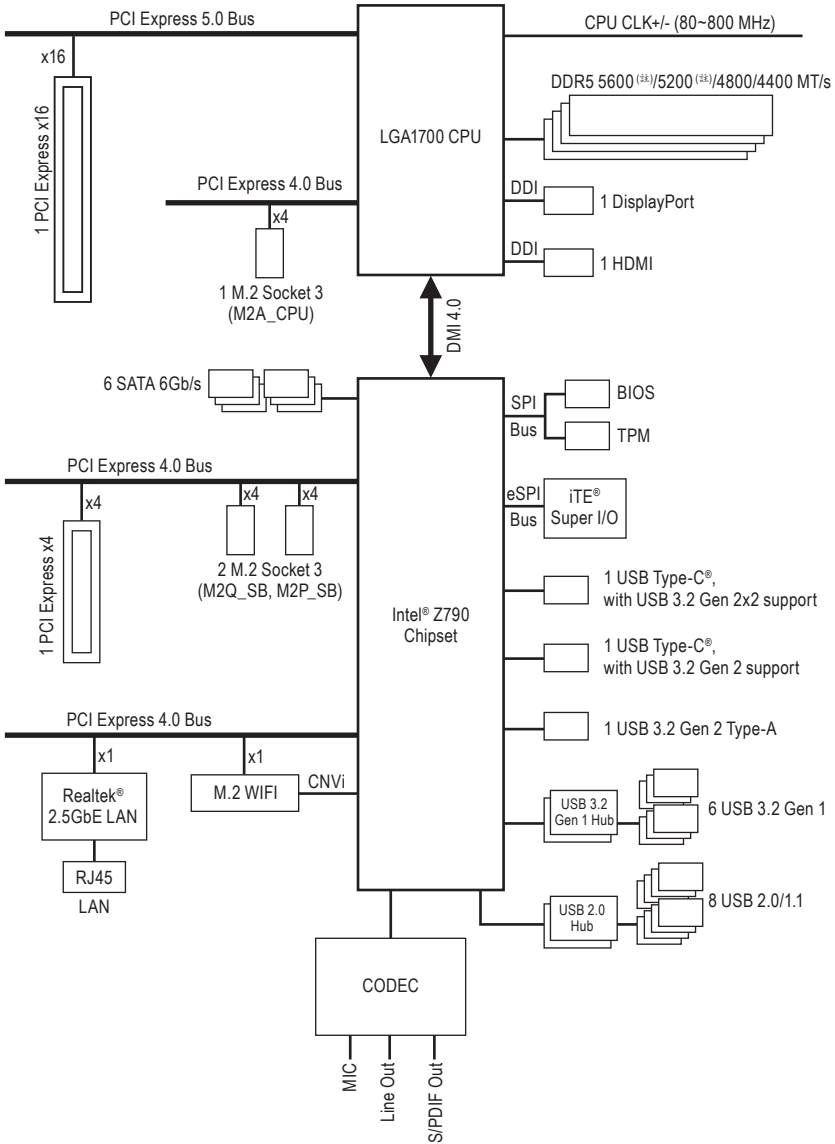 PCI Express 5.0 Bus
CPU CLK+/- (80~800 MHz)
x16
DDR5 5600(註)/5200(註)/4800/4400 MT/s
1 PCI Express x16
LGA1700 CPU
PCI Express 4.0 Bus
x4
DDI
1 DisplayPort
DDI
1 HDMI
1 M.2 Socket 3
(M2A_CPU)
DMI 4.0
6 SATA 6Gb/s
SPI
Bus
BIOS
TPM
PCI Express 4.0 Bus
x4
x4
x4
eSPI
Bus
iTE®
Super I/O
1 PCI Express x4
2 M.2 Socket 3
(M2Q_SB, M2P_SB)
Intel® Z790
Chipset
1 USB Type-C®,
with USB 3.2 Gen 2x2 support
1 USB Type-C®,
with USB 3.2 Gen 2 support
PCI Express 4.0 Bus
1 USB 3.2 Gen 2 Type-A
x1
x1
Realtek®
2.5GbE LAN
M.2 WIFI
CNVi
USB 3.2
Gen 1 Hub
6 USB 3.2 Gen 1
RJ45
LAN
USB 2.0
Hub
8 USB 2.0/1.1
CODEC
MIC
Line Out
S/PDIF Out